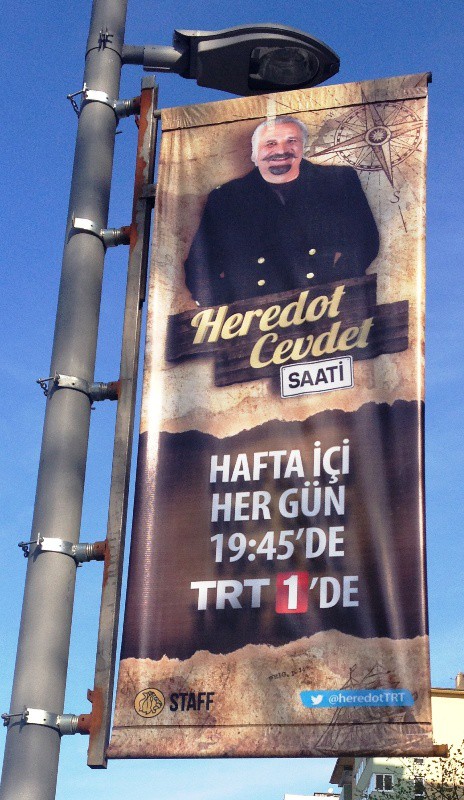 Heredot
Cevdet
SAATİ
HAFTA İÇİ
HER GÜN
19:45'DE
TRT 1'DE
STAFF
@heredotTRT